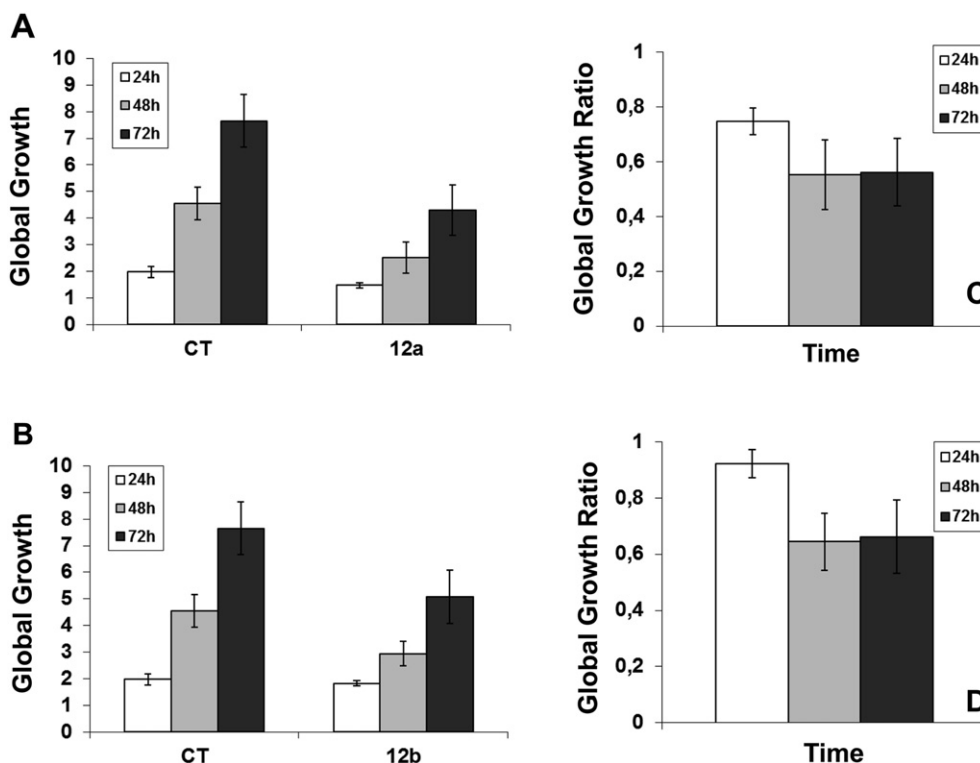 A
Global Growth
10
9
8
7
6
5
4
3
2
1
0
24h
48h
72h
CT
12a
Global Growth Ratio
1
0,8
0,6
0,4
0,2
0
24h
48h
72h
Time
C
B
Global Growth
10
9
8
7
6
5
4
3
2
1
0
24h
48h
72h
CT
12b
Global Growth Ratio
1
0,8
0,6
0,4
0,2
0
24h
48h
72h
Time
D